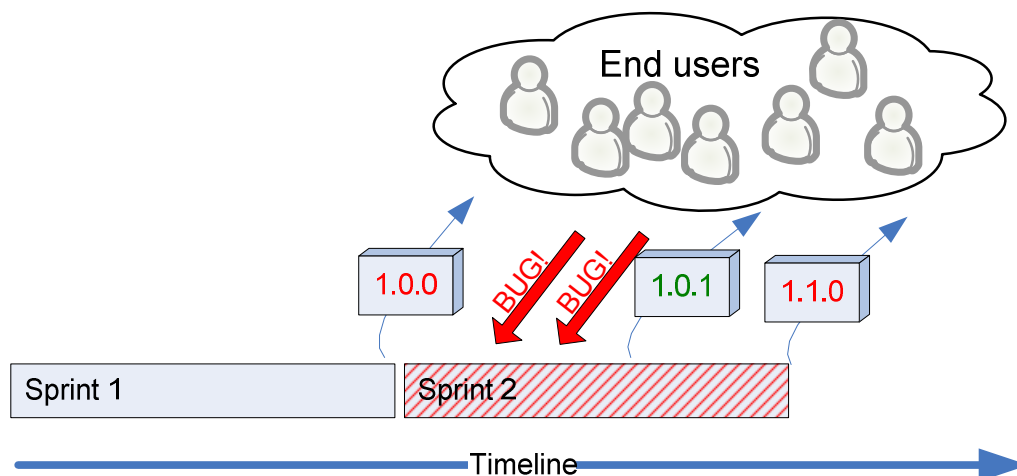 End users
1.0.0
BUG!
BUG!
1.0.1
1.1.0
Sprint 1
Sprint 2
Timeline